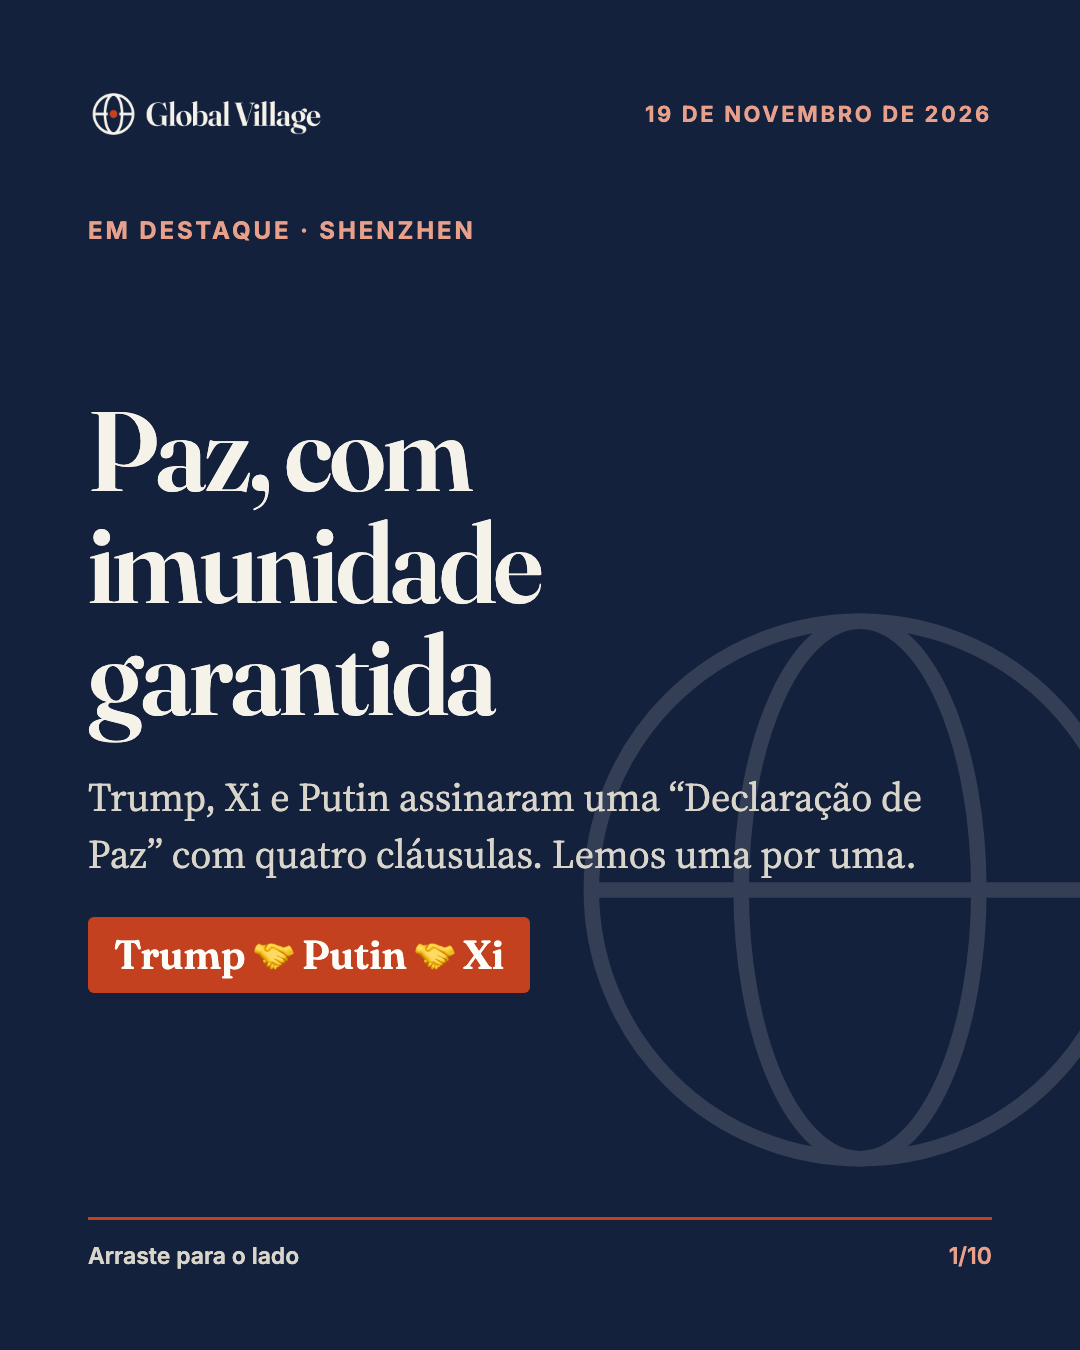 Global Village
19 DE NOVEMBRO DE 2026
EM DESTAQUE · SHENZHEN
Paz, com
imunidade
garantida
Trump, Xi e Putin assinaram uma “Declaração de
Paz” com quatro cláusulas. Lemos uma por uma.
Trump 🤝 Putin 🤝 Xi
Arraste para o lado
1/10